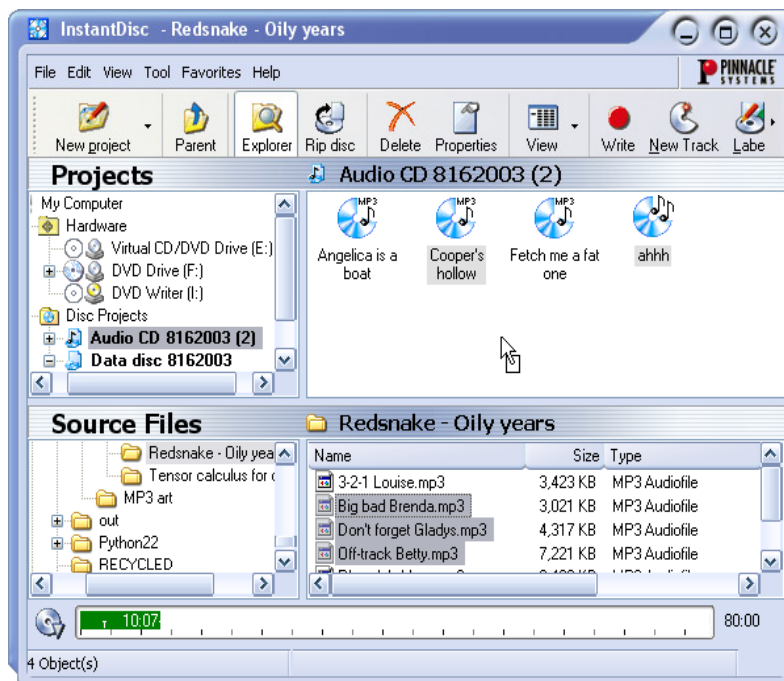 InstantDisc - Redsnake - Oily years
File Edit View Tool Favorites Help
PINNACLE
SYSTEMS
New project Parent Explorer Rip disc Delete Properties View Write New Track Labe
Projects
Audio CD 8162003 (2)
My Computer
Hardware
Virtual CD/DVD Drive (E:)
DVD Drive (F:)
DVD Writer (I:)
Disc Projects
Audio CD 8162003 (2)
Data disc 8162003
MP3 MP3 MP3
Angelica is a boat
Cooper's hollow
Fetch me a fat one
ahhh
Source Files
Redsnake - Oily years
Redsnake - Oily yea
Tensor calculus for
MP3 art
out
Python22
RECYCLED
Name Size Type
3-2-1 Louise.mp3 3,423 KB MP3 Audiofile
Big bad Brenda.mp3 3,021 KB MP3 Audiofile
Don't forget Gladys.mp3 4,317 KB MP3 Audiofile
Off-track Betty.mp3 7,221 KB MP3 Audiofile
10:07 80:00
4 Object(s)